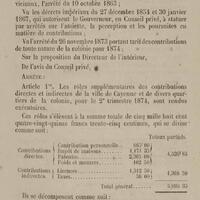 vicinaux, l'arrêté du 10 octobre 1863 ;
Vu les décrets impériaux du 27 décembre 1854 et 30 janvier
1867, qui autorisent le Gouverneur, en Conseil privé, à statuer
par arrêtés sur l'assiette, la perception et les poursuites en
matière de contributions ;
Vu l'arrêté du 26 novembre 1873 portant tarif des contributions
de toute nature de la colonie pour 1874 ;
Sur la proposition du Directeur de l'intérieur,
De l'avis du Conseil privé,
ARRÊTE :
Article 1er. Les rôles supplémentaires des contributions
directes et indirectes de la ville de Cayenne et de divers quar-
tiers de la colonie, pour le 2e trimestre 1874, sont rendus
exécutoires.
Ces rôles s'élèvent à la somme totale de cinq mille huit cent
quatre-vingt-quinze francs trente-cinq centimes, qui se divise
comme suit :
Totaux partiels.
Contributions directes.
Contribution personnelle
Impôt de maisons
Patentes
Poids et mesures
Contributions indirectes
Licences
Taxes
Total général
Ils se décomposent comme suit :